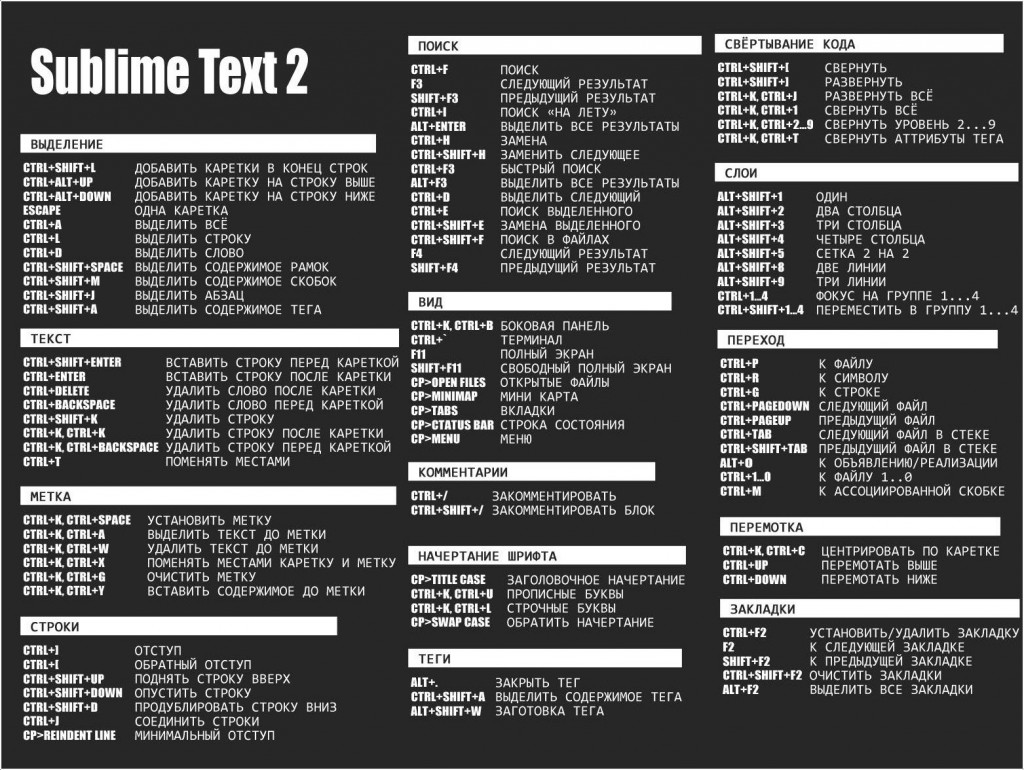 Sublime Text 2
ВЫДЕЛЕНИЕ
CTRL+SHIFT+L ДОБАВИТЬ КАРЕТКИ В КОНЕЦ СТРОК
CTRL+ALT+UP ДОБАВИТЬ КАРЕТКУ НА СТРОКУ ВЫШЕ
CTRL+ALT+DOWN ДОБАВИТЬ КАРЕТКУ НА СТРОКУ НИЖЕ
ESCAPE ОДНА КАРЕТКА
CTRL+A ВЫДЕЛИТЬ ВСЁ
CTRL+L ВЫДЕЛИТЬ СТРОКУ
CTRL+D ВЫДЕЛИТЬ СЛОВО
CTRL+SHIFT+SPACE ВЫДЕЛИТЬ СОДЕРЖИМОЕ РАМОК
CTRL+SHIFT+M ВЫДЕЛИТЬ СОДЕРЖИМОЕ СКОБОК
CTRL+SHIFT+J ВЫДЕЛИТЬ АБЗАЦ
CTRL+SHIFT+A ВЫДЕЛИТЬ СОДЕРЖИМОЕ ТЕГА
ТЕКСТ
CTRL+SHIFT+ENTER ВСТАВИТЬ СТРОКУ ПЕРЕД КАРЕТКОЙ
CTRL+ENTER ВСТАВИТЬ СТРОКУ ПОСЛЕ КАРЕТКИ
CTRL+DELETE УДАЛИТЬ СЛОВО ПОСЛЕ КАРЕТКИ
CTRL+BACKSPACE УДАЛИТЬ СЛОВО ПЕРЕД КАРЕТКОЙ
CTRL+SHIFT+K УДАЛИТЬ СТРОКУ
CTRL+K, CTRL+K УДАЛИТЬ СТРОКУ ПОСЛЕ КАРЕТКИ
CTRL+K, CTRL+BACKSPACE УДАЛИТЬ СТРОКУ ПЕРЕД КАРЕТКОЙ
CTRL+T ПОМЕНЯТЬ МЕСТАМИ
МЕТКА
CTRL+K, CTRL+SPACE УСТАНОВИТЬ МЕТКУ
CTRL+K, CTRL+A ВЫДЕЛИТЬ ТЕКСТ ДО МЕТКИ
CTRL+K, CTRL+W УДАЛИТЬ ТЕКСТ ДО МЕТКИ
CTRL+K, CTRL+X ПОМЕНЯТЬ МЕСТАМИ КАРЕТКУ И МЕТКУ
CTRL+K, CTRL+G ОЧИСТИТЬ МЕТКУ
CTRL+K, CTRL+Y ВСТАВИТЬ СОДЕРЖИМОЕ ДО МЕТКИ
СТРОКИ
CTRL+] ОТСТУП
CTRL+[ ОБРАТНЫЙ ОТСТУП
CTRL+SHIFT+UP ПОДНЯТЬ СТРОКУ ВВЕРХ
CTRL+SHIFT+DOWN ОПУСТИТЬ СТРОКУ
CTRL+SHIFT+D ПРОДУБЛИРОВАТЬ СТРОКУ ВНИЗ
CTRL+J СОЕДИНИТЬ СТРОКИ
CP>REINDENT LINE МИНИМАЛЬНЫЙ ОТСТУП
ПОИСК
CTRL+F ПОИСК
F3 СЛЕДУЮЩИЙ РЕЗУЛЬТАТ
SHIFT+F3 ПРЕДЫДУЩИЙ РЕЗУЛЬТАТ
CTRL+I ПОИСК «НА ЛЕТУ»
ALT+ENTER ВЫДЕЛИТЬ ВСЕ РЕЗУЛЬТАТЫ
CTRL+H ЗАМЕНА
CTRL+SHIFT+H ЗАМЕНИТЬ СЛЕДУЮЩЕЕ
CTRL+F3 БЫСТРЫЙ ПОИСК
ALT+F3 ВЫДЕЛИТЬ ВСЕ РЕЗУЛЬТАТЫ
CTRL+D ВЫДЕЛИТЬ СЛЕДУЮЩИЙ
CTRL+E ПОИСК ВЫДЕЛЕННОГО
CTRL+SHIFT+E ЗАМЕНА ВЫДЕЛЕННОГО
CTRL+SHIFT+F ПОИСК В ФАЙЛАХ
F4 СЛЕДУЮЩИЙ РЕЗУЛЬТАТ
SHIFT+F4 ПРЕДЫДУЩИЙ РЕЗУЛЬТАТ
ВИД
CTRL+K, CTRL+B БОКОВАЯ ПАНЕЛЬ
CTRL+` ТЕРМИНАЛ
F11 ПОЛНЫЙ ЭКРАН
SHIFT+F11 СВОБОДНЫЙ ПОЛНЫЙ ЭКРАН
CP>OPEN FILES ОТКРЫТЫЕ ФАЙЛЫ
CP>MINIMAP МИНИ КАРТА
CP>TABS ВКЛАДКИ
CP>CTATUS BAR СТРОКА СОСТОЯНИЯ
CP>MENU МЕНЮ
КОММЕНТАРИИ
CTRL+/ ЗАКОММЕНТИРОВАТЬ
CTRL+SHIFT+/ ЗАКОММЕНТИРОВАТЬ БЛОК
НАЧЕРТАНИЕ ШРИФТА
CP>TITLE CASE ЗАГОЛОВОЧНОЕ НАЧЕРТАНИЕ
CTRL+K, CTRL+U ПРОПИСНЫЕ БУКВЫ
CTRL+K, CTRL+L СТРОЧНЫЕ БУКВЫ
CP>SWAP CASE ОБРАТИТЬ НАЧЕРТАНИЕ
ТЕГИ
ALT+. ЗАКРЫТЬ ТЕГ
CTRL+SHIFT+A ВЫДЕЛИТЬ СОДЕРЖИМОЕ ТЕГА
ALT+SHIFT+W ЗАГОТОВКА ТЕГА
СВЁРТЫВАНИЕ КОДА
CTRL+SHIFT+[ СВЕРНУТЬ
CTRL+SHIFT+] РАЗВЕРНУТЬ
CTRL+K, CTRL+J РАЗВЕРНУТЬ ВСЁ
CTRL+K, CTRL+1 СВЕРНУТЬ ВСЁ
CTRL+K, CTRL+2...9 СВЕРНУТЬ УРОВЕНЬ 2...9
CTRL+K, CTRL+T СВЕРНУТЬ АТТРИБУТЫ ТЕГА
СЛОИ
ALT+SHIFT+1 ОДИН
ALT+SHIFT+2 ДВА СТОЛБЦА
ALT+SHIFT+3 ТРИ СТОЛБЦА
ALT+SHIFT+4 ЧЕТЫРЕ СТОЛБЦА
ALT+SHIFT+5 СЕТКА 2 НА 2
ALT+SHIFT+8 ДВЕ ЛИНИИ
ALT+SHIFT+9 ТРИ ЛИНИИ
CTRL+1...4 ФОКУС НА ГРУППЕ 1...4
CTRL+SHIFT+1...4 ПЕРЕМЕСТИТЬ В ГРУППУ 1...4
ПЕРЕХОД
CTRL+P К ФАЙЛУ
CTRL+R К СИМВОЛУ
CTRL+G К СТРОКЕ
CTRL+PAGEDOWN СЛЕДУЮЩИЙ ФАЙЛ
CTRL+PAGEUP ПРЕДЫДУЩИЙ ФАЙЛ
CTRL+TAB СЛЕДУЮЩИЙ ФАЙЛ В СТЕКЕ
CTRL+SHIFT+TAB ПРЕДЫДУЩИЙ ФАЙЛ В СТЕКЕ
ALT+O К ОБЪЯВЛЕНИЮ/РЕАЛИЗАЦИИ
CTRL+1...0 К ФАЙЛУ 1..0
CTRL+M К АССОЦИИРОВАННОЙ СКОБКЕ
ПЕРЕМОТКА
CTRL+K, CTRL+C ЦЕНТРИРОВАТЬ ПО КАРЕТКЕ
CTRL+UP ПЕРЕМОТАТЬ ВЫШЕ
CTRL+DOWN ПЕРЕМОТАТЬ НИЖЕ
ЗАКЛАДКИ
CTRL+F2 УСТАНОВИТЬ/УДАЛИТЬ ЗАКЛАДКУ
F2 К СЛЕДУЮЩЕЙ ЗАКЛАДКЕ
SHIFT+F2 К ПРЕДЫДУЩЕЙ ЗАКЛАДКЕ
CTRL+SHIFT+F2 ОЧИСТИТЬ ЗАКЛАДКИ
ALT+F2 ВЫДЕЛИТЬ ВСЕ ЗАКЛАДКИ